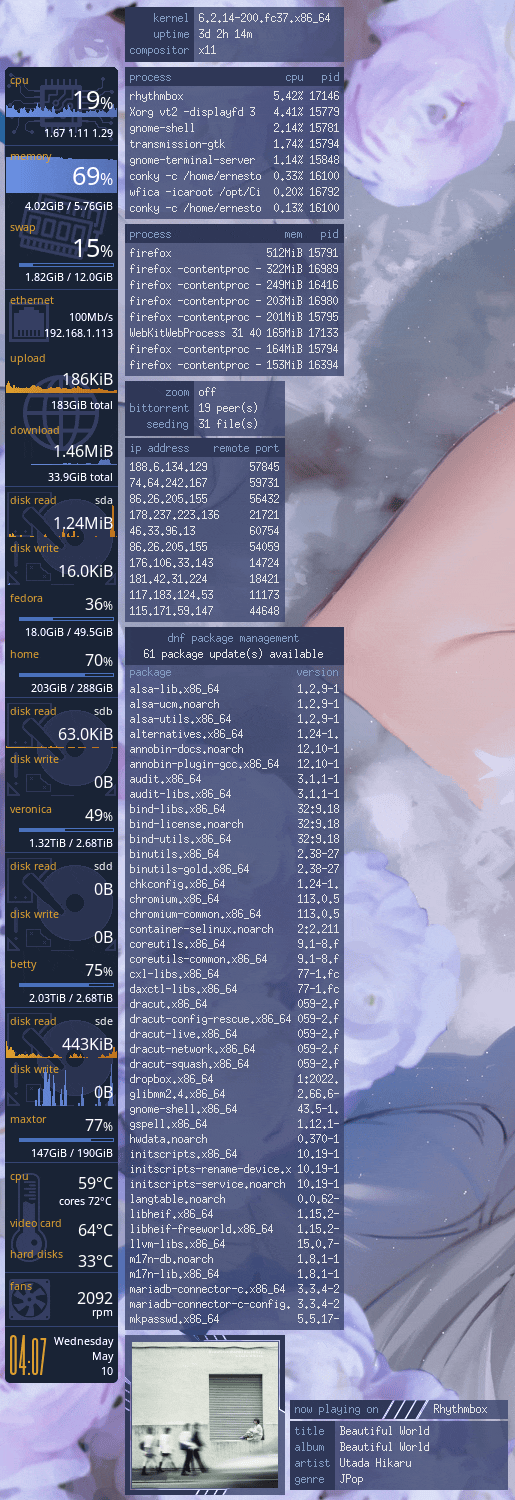 kernel 6.2.14-200.fc37.x86_64
uptime 3d 2h 14m
compositor x11
cpu
19%
1.67 1.11 1.29
memory
69%
4.02GiB / 5.76GiB
swap
15%
1.82GiB / 12.0GiB
ethernet
100Mb/s
192.168.1.113
upload
186KiB
183GiB total
download
1.46MiB
33.9GiB total
disk read sda
1.24MiB
disk write
16.0KiB
fedora
36%
18.0GiB / 49.5GiB
home
70%
203GiB / 288GiB
disk read sdb
63.0KiB
disk write
0B
veronica
49%
1.32TiB / 2.68TiB
disk read sdd
0B
disk write
0B
betty
75%
2.03TiB / 2.68TiB
disk read sde
443KiB
disk write
0B
maxtor
77%
147GiB / 190GiB
cpu
59°C
cores 72°C
video card
64°C
hard disks
33°C
fans
2092
rpm
04:07
Wednesday
May
10
process cpu pid
rhythmbox 5.42% 17146
Xorg vt2 -displayfd 3 4.41% 15779
gnome-shell 2.14% 15781
transmission-gtk 1.74% 15794
gnome-terminal-server 1.14% 15848
conky -c /home/ernesto 0.33% 16100
wfica -icaroot /opt/Ci 0.20% 16792
conky -c /home/ernesto 0.13% 16100
process mem pid
firefox 512MiB 15791
firefox -contentproc - 322MiB 16989
firefox -contentproc - 249MiB 16416
firefox -contentproc - 203MiB 16980
firefox -contentproc - 201MiB 15795
WebKitWebProcess 31 40 165MiB 17133
firefox -contentproc - 164MiB 15794
firefox -contentproc - 153MiB 16394
zoom off
bittorrent 19 peer(s)
seeding 31 file(s)
ip address remote port
188.6.134.129 57845
74.64.242.167 59731
86.26.205.155 56432
178.237.223.136 21721
46.33.96.13 60754
86.26.205.155 54059
176.106.33.143 14724
181.42.31.224 18421
117.183.124.53 11173
115.171.59.147 44648
dnf package management
61 package update(s) available
package version
alsa-lib.x86_64 1.2.9-1
alsa-ucm.noarch 1.2.9-1
alsa-utils.x86_64 1.2.9-1
alternatives.x86_64 1.24-1.
annobin-docs.noarch 12.10-1
annobin-plugin-gcc.x86_64 12.10-1
audit.x86_64 3.1.1-1
audit-libs.x86_64 3.1.1-1
bind-libs.x86_64 32:9.18
bind-license.noarch 32:9.18
bind-utils.x86_64 32:9.18
binutils.x86_64 2.38-27
binutils-gold.x86_64 2.38-27
chkconfig.x86_64 1.24-1.
chromium.x86_64 113.0.5
chromium-common.x86_64 113.0.5
container-selinux.noarch 2:2.211
coreutils.x86_64 9.1-8.f
coreutils-common.x86_64 9.1-8.f
cxl-libs.x86_64 77-1.fc
daxctl-libs.x86_64 77-1.fc
dracut.x86_64 059-2.f
dracut-config-rescue.x86_64 059-2.f
dracut-live.x86_64 059-2.f
dracut-network.x86_64 059-2.f
dracut-squash.x86_64 059-2.f
dropbox.x86_64 1:2022.
glibmm2.4.x86_64 2.66.6-
gnome-shell.x86_64 43.5-1.
gspell.x86_64 1.12.1-
hwdata.noarch 0.370-1
initscripts.x86_64 10.19-1
initscripts-rename-device.x 10.19-1
initscripts-service.noarch 10.19-1
langtable.noarch 0.0.62-
libheif.x86_64 1.15.2-
libheif-freeworld.x86_64 1.15.2-
llvm-libs.x86_64 15.0.7-
m17n-db.noarch 1.8.1-1
m17n-lib.x86_64 1.8.1-1
mariadb-connector-c.x86_64 3.3.4-2
mariadb-connector-c-config. 3.3.4-2
mkpasswd.x86_64 5.5.17-
now playing on Rhythmbox
title Beautiful World
album Beautiful World
artist Utada Hikaru
genre JPop